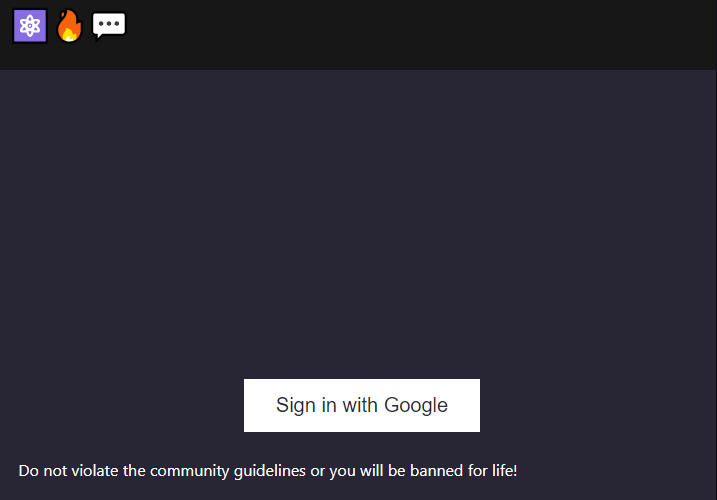 Sign in with Google
Do not violate the community guidelines or you will be banned for life!